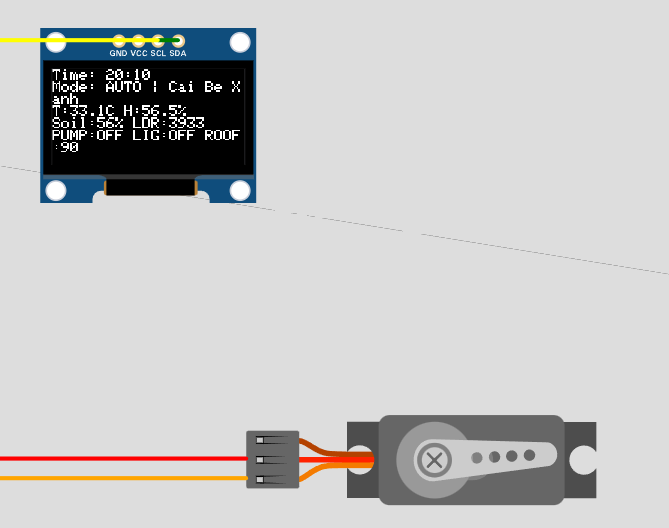 GND VCC SCL SDA
Time: 20:10
Mode: AUTO | Cai Be X
anh
T:33.1C H:56.5%
Soil:56% LDR:3933
PUMP:OFF LIG:OFF ROOF
:90